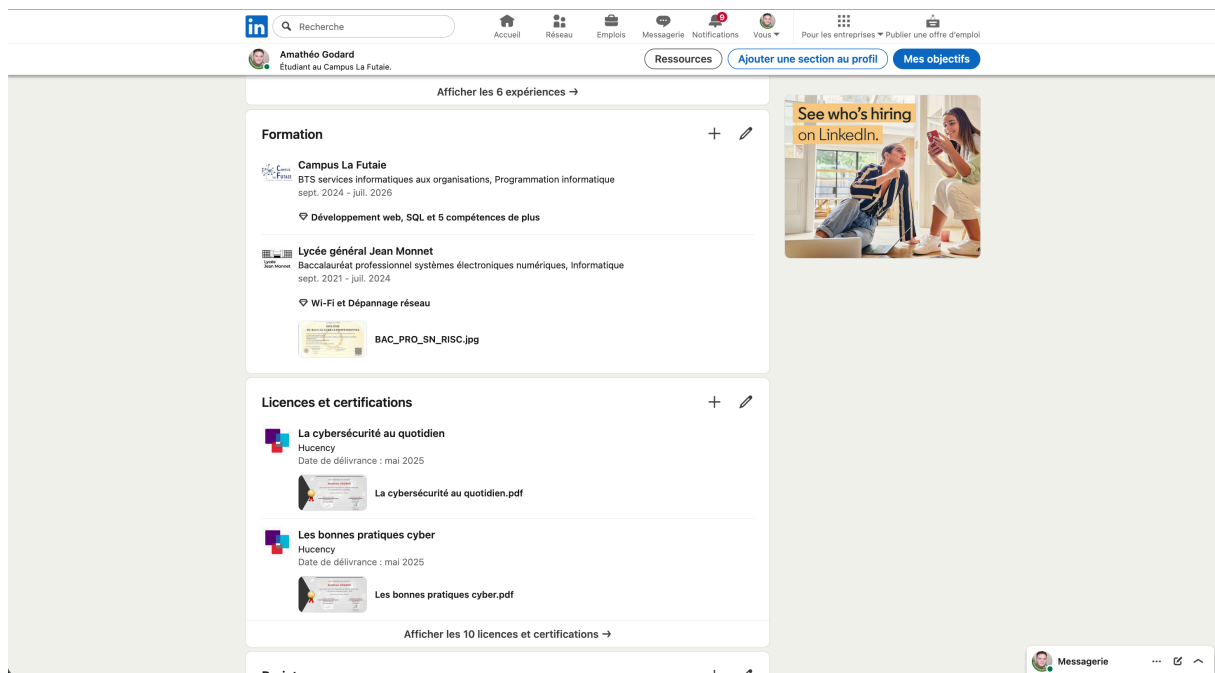 in
Recherche
Accueil
Réseau
Emplois
Messagerie
9
Notifications
Vous
Pour les entreprises
Publier une offre d'emploi
Amathéo Godard
Étudiant au Campus La Futaie.
Ressources
Ajouter une section au profil
Mes objectifs
Afficher les 6 expériences →
Formation
Campus La Futaie
BTS services informatiques aux organisations, Programmation informatique
sept. 2024 - juil. 2026
Développement web, SQL et 5 compétences de plus
Lycée
Jean Monnet
Lycée général Jean Monnet
Baccalauréat professionnel systèmes électroniques numériques, Informatique
sept. 2021 - juil. 2024
Wi-Fi et Dépannage réseau
BAC_PRO_SN_RISC.jpg
Licences et certifications
La cybersécurité au quotidien
Hucency
Date de délivrance : mai 2025
La cybersécurité au quotidien.pdf
Les bonnes pratiques cyber
Hucency
Date de délivrance : mai 2025
Les bonnes pratiques cyber.pdf
Afficher les 10 licences et certifications →
See who's hiring
on LinkedIn.
Messagerie